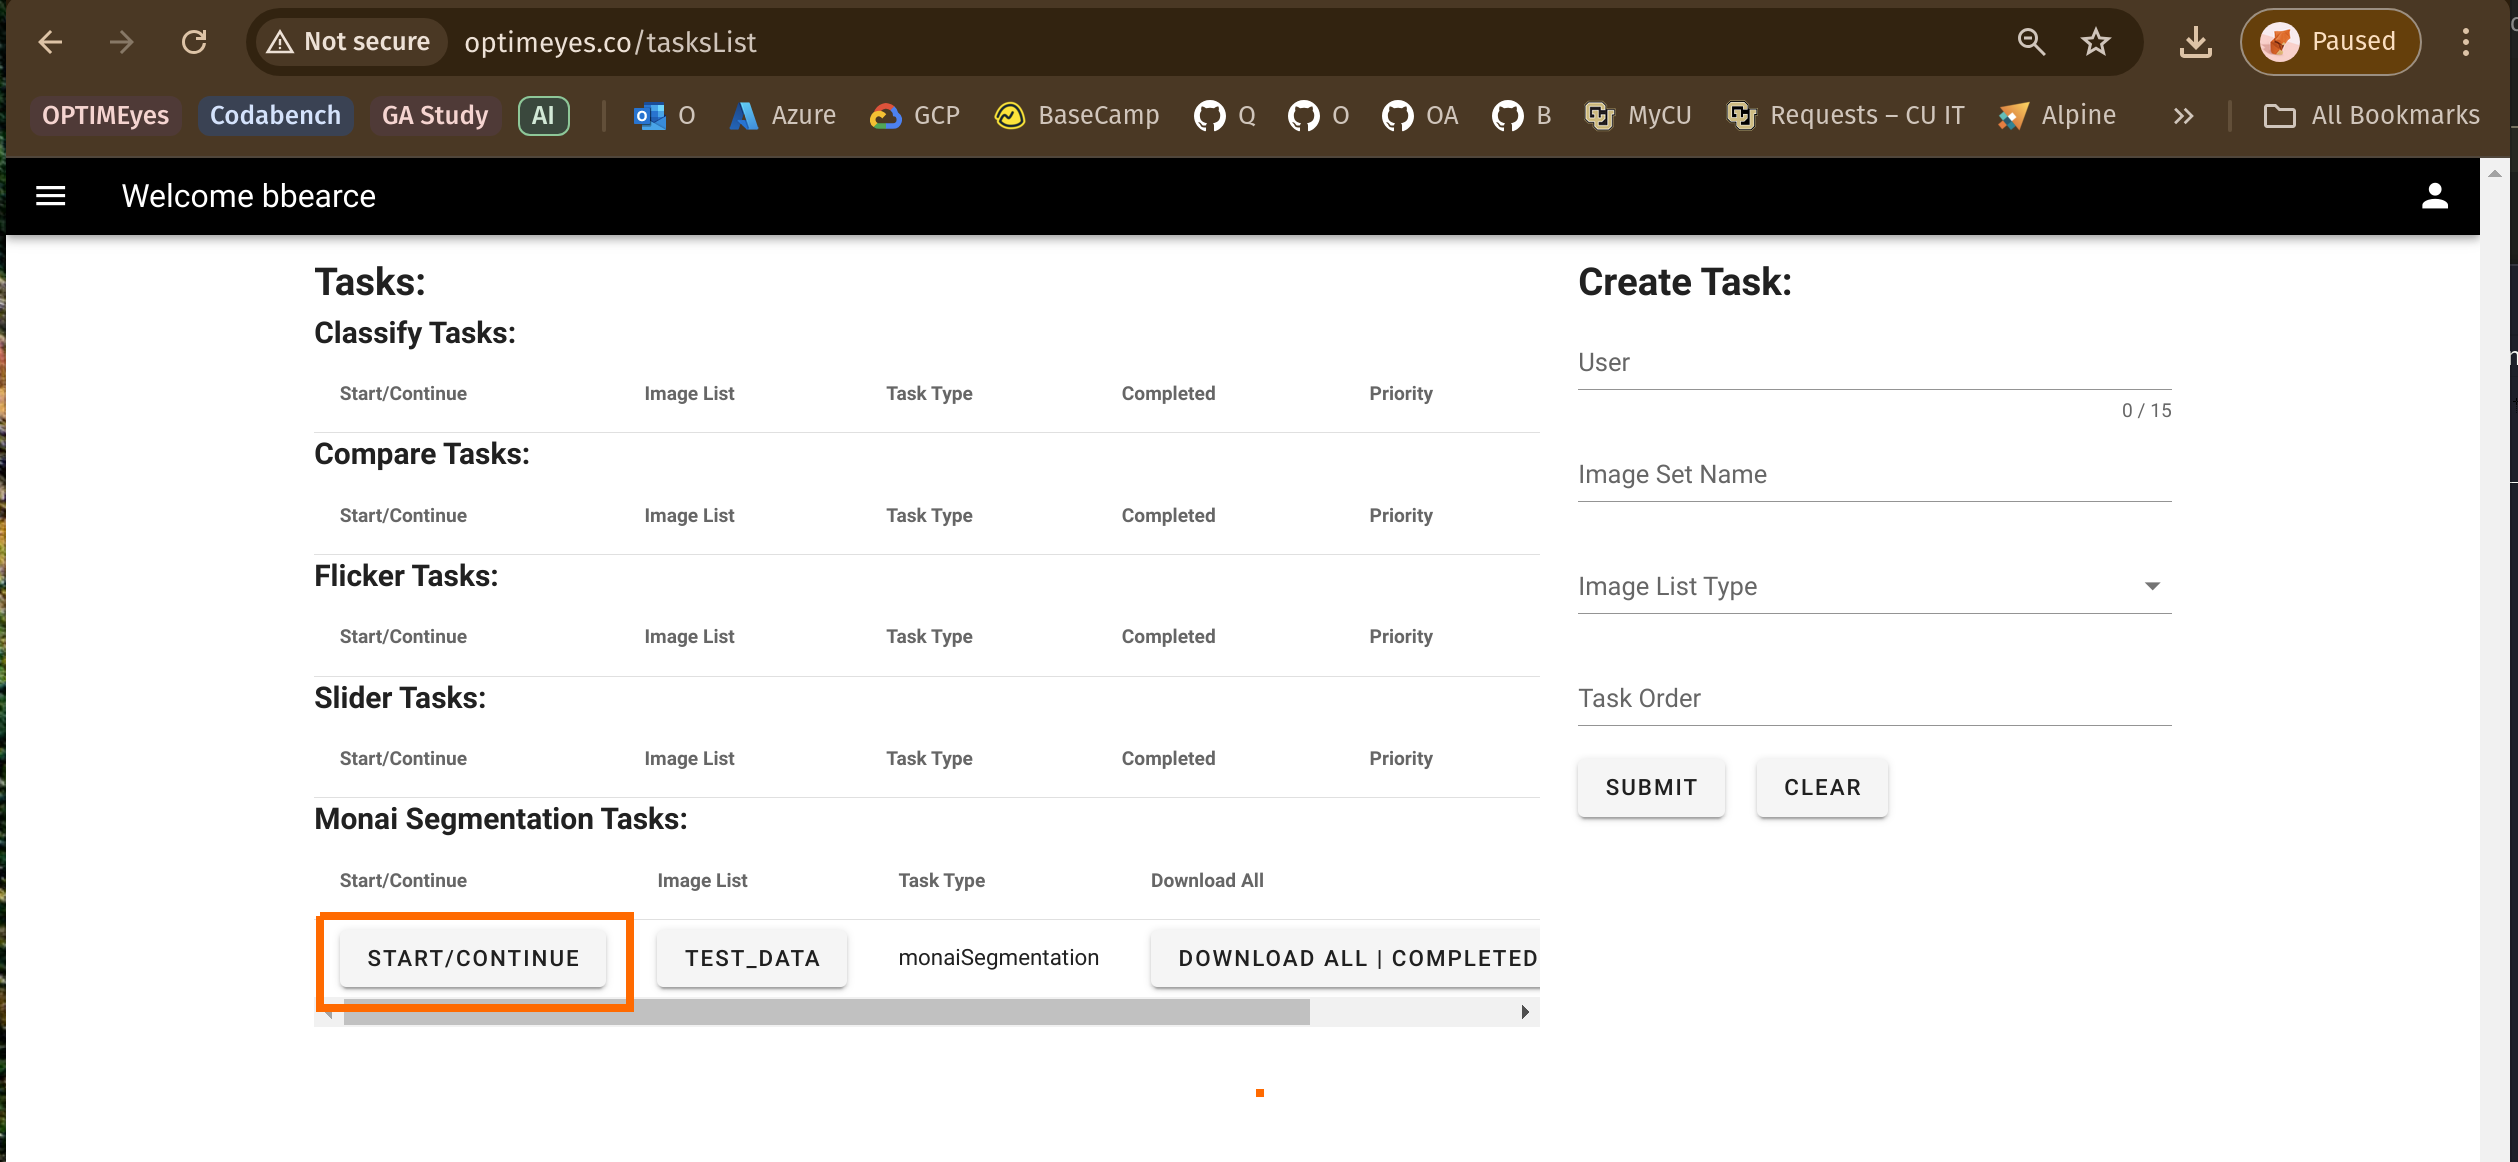 Not secure optimeyes.co/tasksList Paused
OPTIMEyes Codabench GA Study AI O Azure GCP BaseCamp Q O OA B MyCU Requests – CU IT Alpine » All Bookmarks
Welcome bbearce
Tasks:
Classify Tasks:
Start/Continue Image List Task Type Completed Priority
Compare Tasks:
Start/Continue Image List Task Type Completed Priority
Flicker Tasks:
Start/Continue Image List Task Type Completed Priority
Slider Tasks:
Start/Continue Image List Task Type Completed Priority
Monai Segmentation Tasks:
Start/Continue Image List Task Type Download All
START/CONTINUE TEST_DATA monaiSegmentation DOWNLOAD ALL | COMPLETED
Create Task:
User
0 / 15
Image Set Name
Image List Type
Task Order
SUBMIT CLEAR